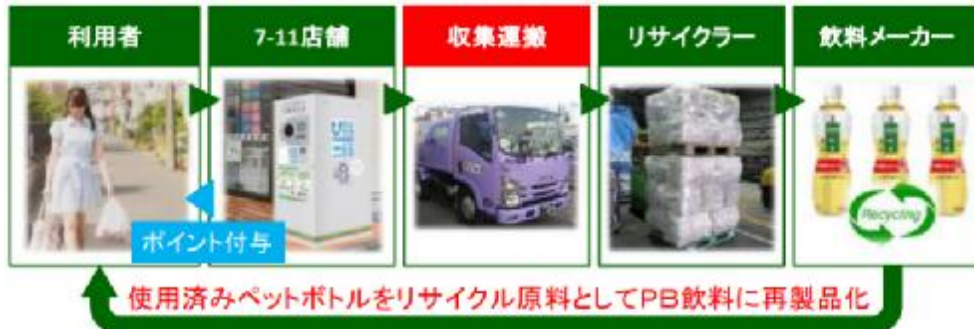 利用者
7-11店舗
収集運搬
リサイクラー
飲料メーカー
ポイント付与
Recycling
使用済みペットボトルをリサイクル原料としてPB飲料に再製品化